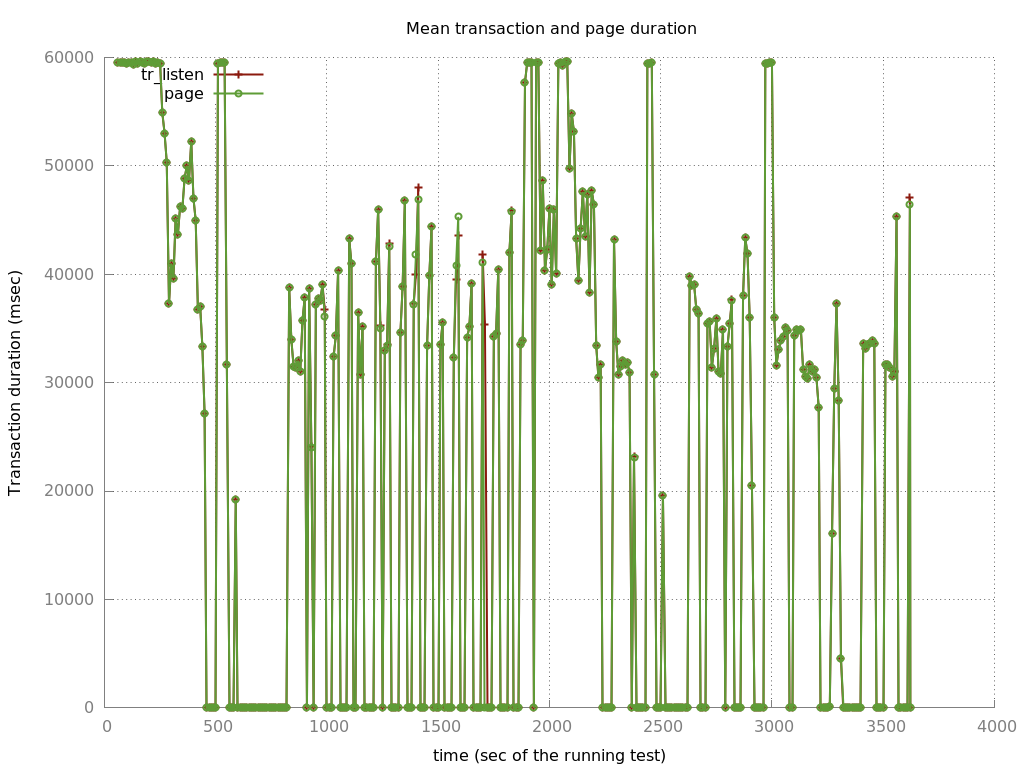 Mean transaction and page duration
60000
50000
40000
30000
20000
10000
0
tr_listen
page
Transaction duration (msec)
0 500 1000 1500 2000 2500 3000 3500 4000
time (sec of the running test)